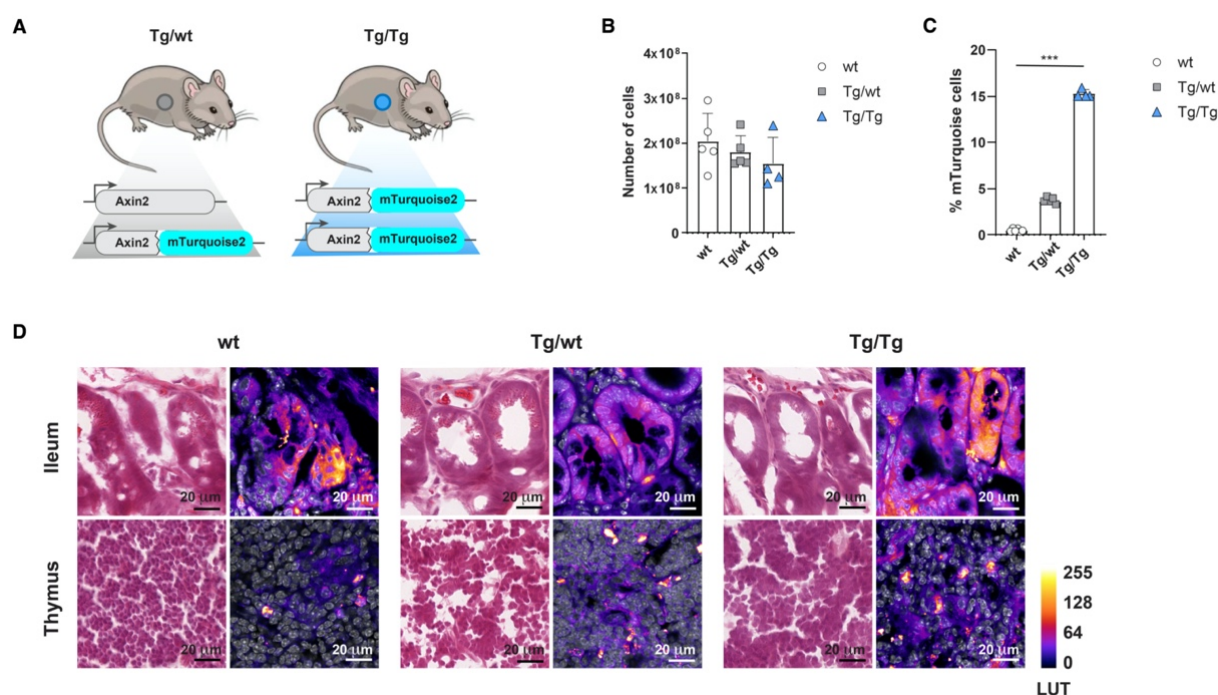 A
Tg/wt
Tg/Tg
Axin2
Axin2 mTurquoise2
Axin2 mTurquoise2
Axin2 mTurquoise2
B
Number of cells
4x10⁸
3x10⁸
2x10⁸
1x10⁸
0
wt
Tg/wt
Tg/Tg
wt
Tg/wt
Tg/Tg
C
% mTurquoise cells
20
15
10
5
0
***
wt
Tg/wt
Tg/Tg
wt
Tg/wt
Tg/Tg
D
wt
Tg/wt
Tg/Tg
Ileum
20 µm
20 µm
20 µm
20 µm
20 µm
20 µm
Thymus
20 µm
20 µm
20 µm
20 µm
20 µm
20 µm
255
128
64
0
LUT